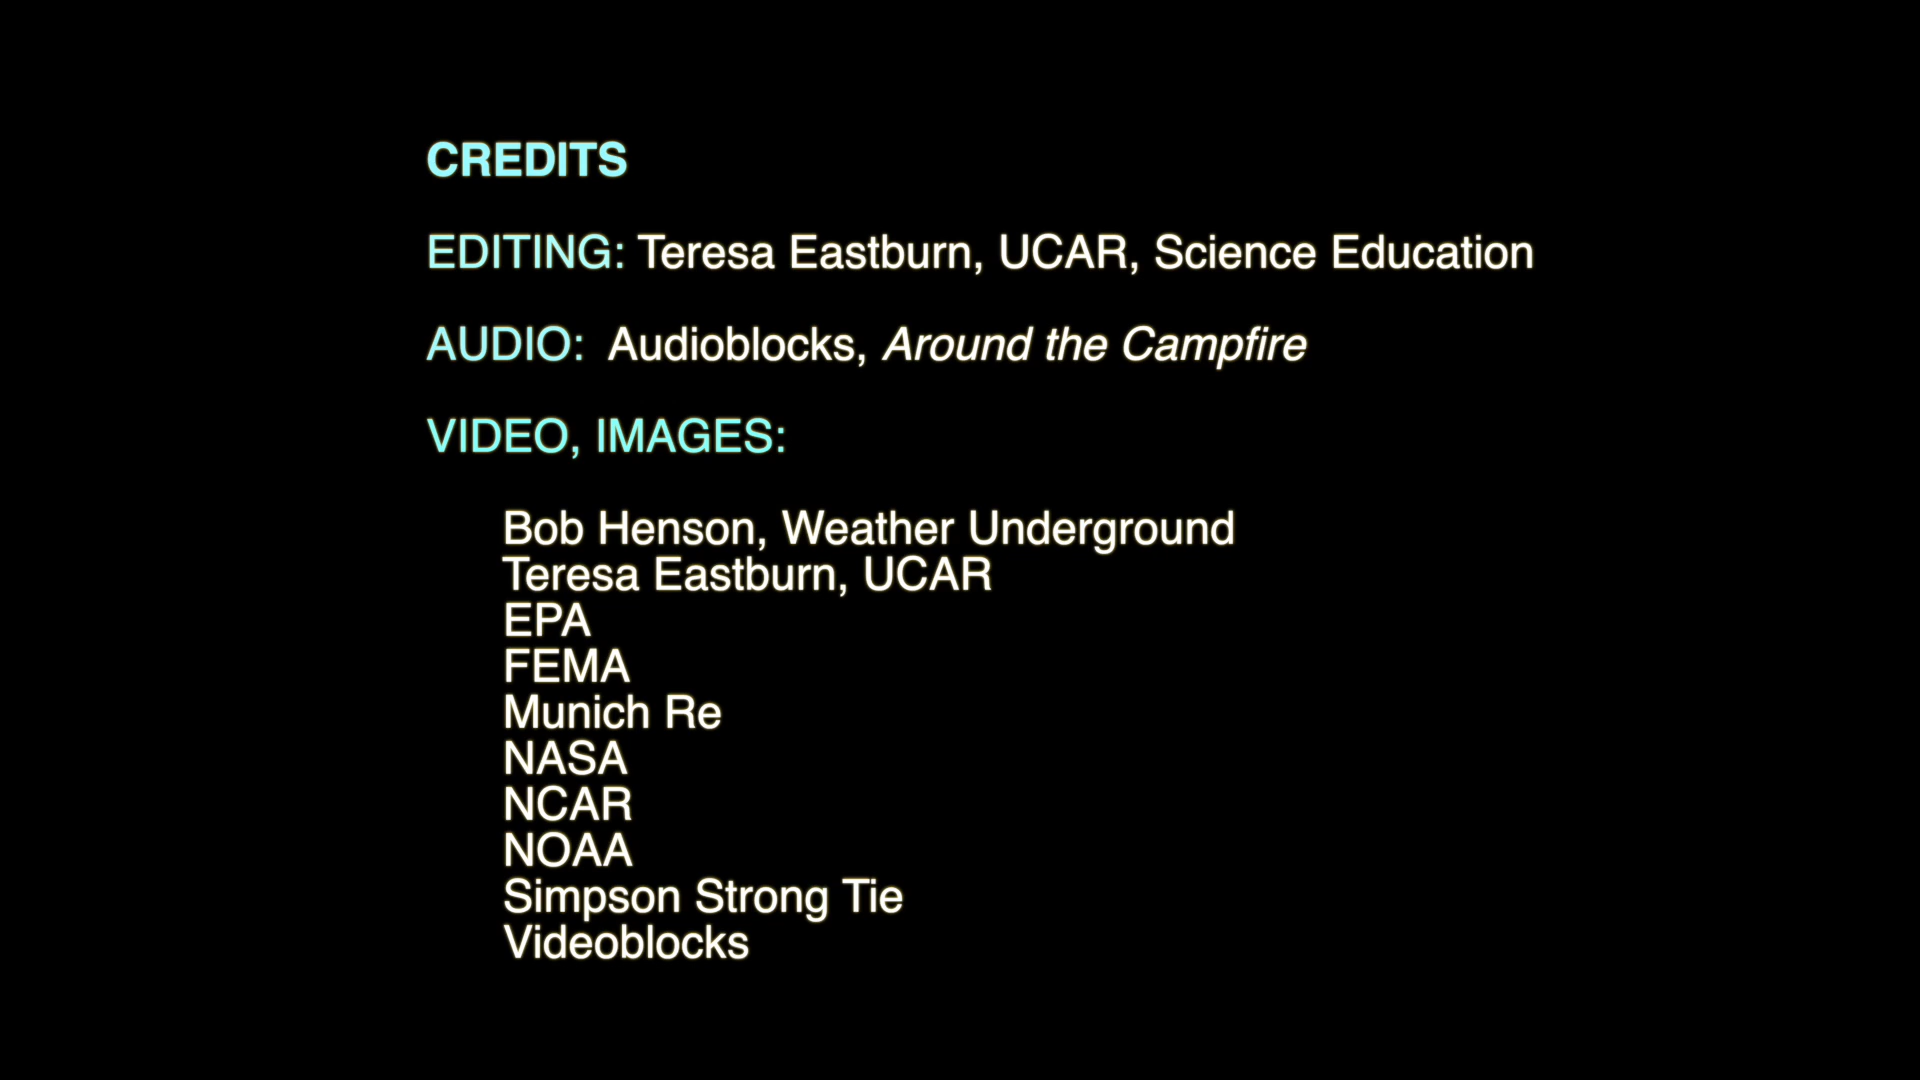 CREDITS
EDITING: Teresa Eastburn, UCAR, Science Education
AUDIO: Audioblocks, Around the Campfire
VIDEO, IMAGES:
Bob Henson, Weather Underground
Teresa Eastburn, UCAR
EPA
FEMA
Munich Re
NASA
NCAR
NOAA
Simpson Strong Tie
Videoblocks